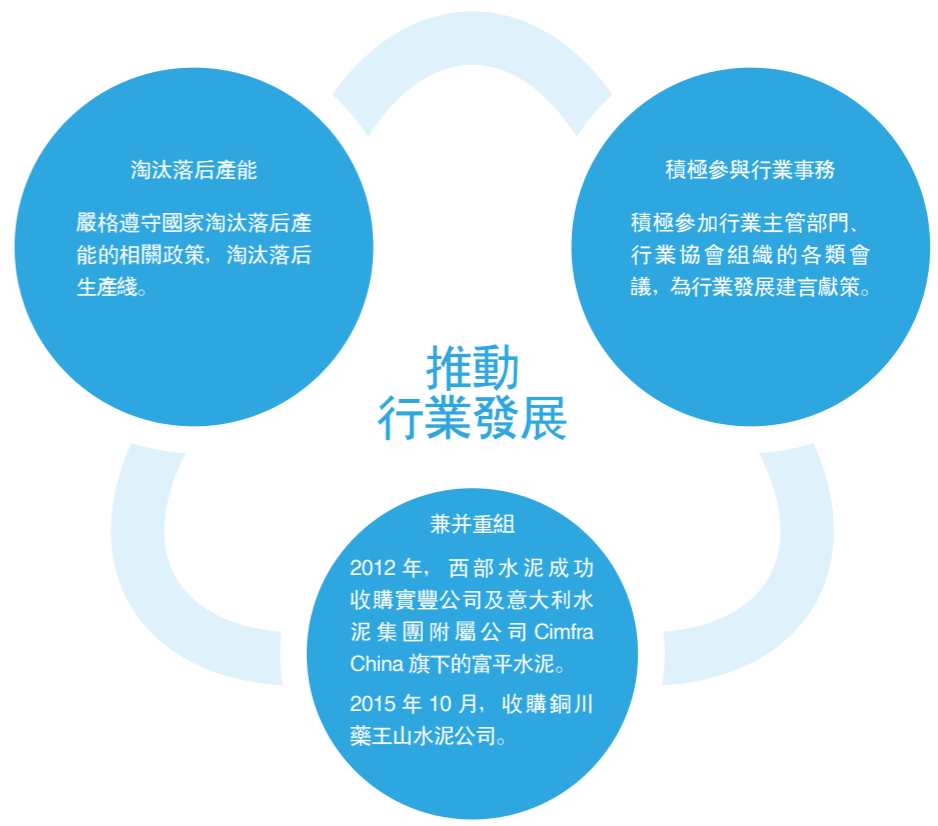 淘汰落后產能
嚴格遵守國家淘汰落后產
能的相關政策，淘汰落后
生產綫。
積極參與行業事務
積極參加行業主管部門、
行業協會組織的各類會
議，為行業發展建言獻策。
推動
行業發展
兼并重組
2012 年， 西部水泥成功
收購實豐公司及意大利水
泥集團附屬公司 Cimfra
China 旗下的富平水泥。
2015 年 10 月，收購銅川
藥王山水泥公司。